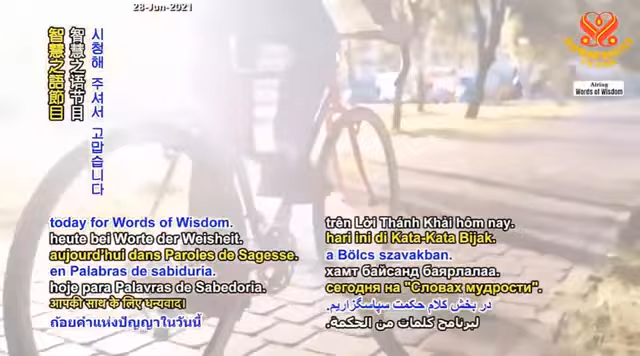 28-Jun-2021
시청해 주셔서 고맙습니다
智慧之语节目
智慧之語節目
Airing
Words of Wisdom
today for Words of Wisdom.
heute bei Worte der Weisheit.
aujourd'hui dans Paroles de Sagesse.
en Palabras de sabiduría.
hoje para Palavras de Sabedoria.
आपकी साथ के लिए धन्यवाद।
ถ้อยคำแห่งปัญญาในวันนี้
trên Lời Thánh Khải hôm nay.
hari ini di Kata-Kata Bijak.
a Bölcs szavakban.
хамт байсанд баярлалаа.
сегодня на "Словах мудрости".
در بخش کلام حکمت سپاسگزاریم.
لبرنامج كلمات من الحكمة.